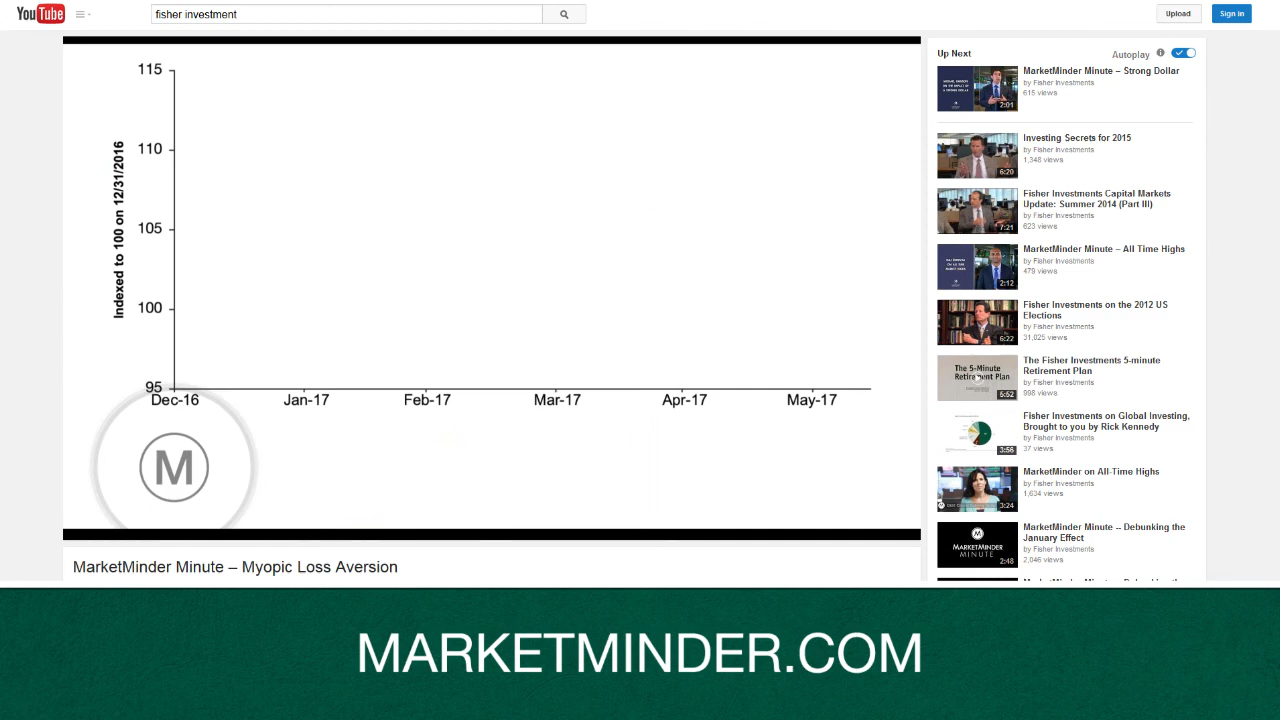 YouTube
fisher investment
Upload
Sign in
115
110
105
100
95
Indexed to 100 on 12/31/2016
Dec-16
Jan-17
Feb-17
Mar-17
Apr-17
May-17
M
MarketMinder Minute – Myopic Loss Aversion
Up Next
Autoplay
MarketMinder Minute – Strong Dollar
by Fisher Investments
615 views
2:01
Investing Secrets for 2015
by Fisher Investments
1,348 views
6:20
Fisher Investments Capital Markets
Update: Summer 2014 (Part III)
by Fisher Investments
623 views
7:21
MarketMinder Minute – All Time Highs
by Fisher Investments
479 views
2:12
Fisher Investments on the 2012 US
Elections
by Fisher Investments
31,025 views
6:22
The Fisher Investments 5-minute
Retirement Plan
by Fisher Investments
998 views
The 5-Minute
Retirement Plan
5:52
Fisher Investments on Global Investing,
Brought to you by Rick Kennedy
by Fisher Investments
37 views
3:56
MarketMinder on All-Time Highs
by Fisher Investments
1,634 views
3:24
MarketMinder Minute -- Debunking the
January Effect
by Fisher Investments
2,046 views
M
MARKETMINDER
MINUTE
2:48
MARKETMINDER.COM